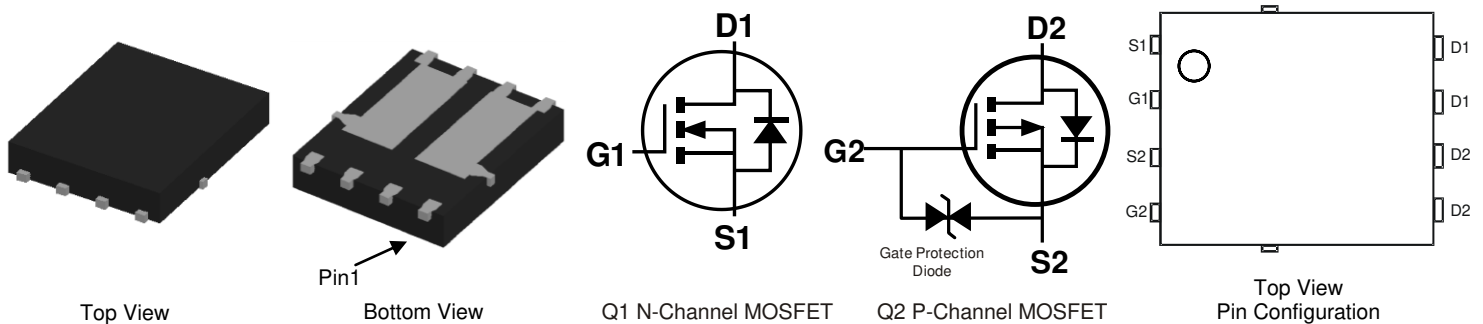 Pin1
Top View
Bottom View
D1
G1
S1
Q1 N-Channel MOSFET
D2
G2
Gate Protection
Diode
S2
Q2 P-Channel MOSFET
S1
G1
S2
G2
D1
D1
D2
D2
Top View
Pin Configuration